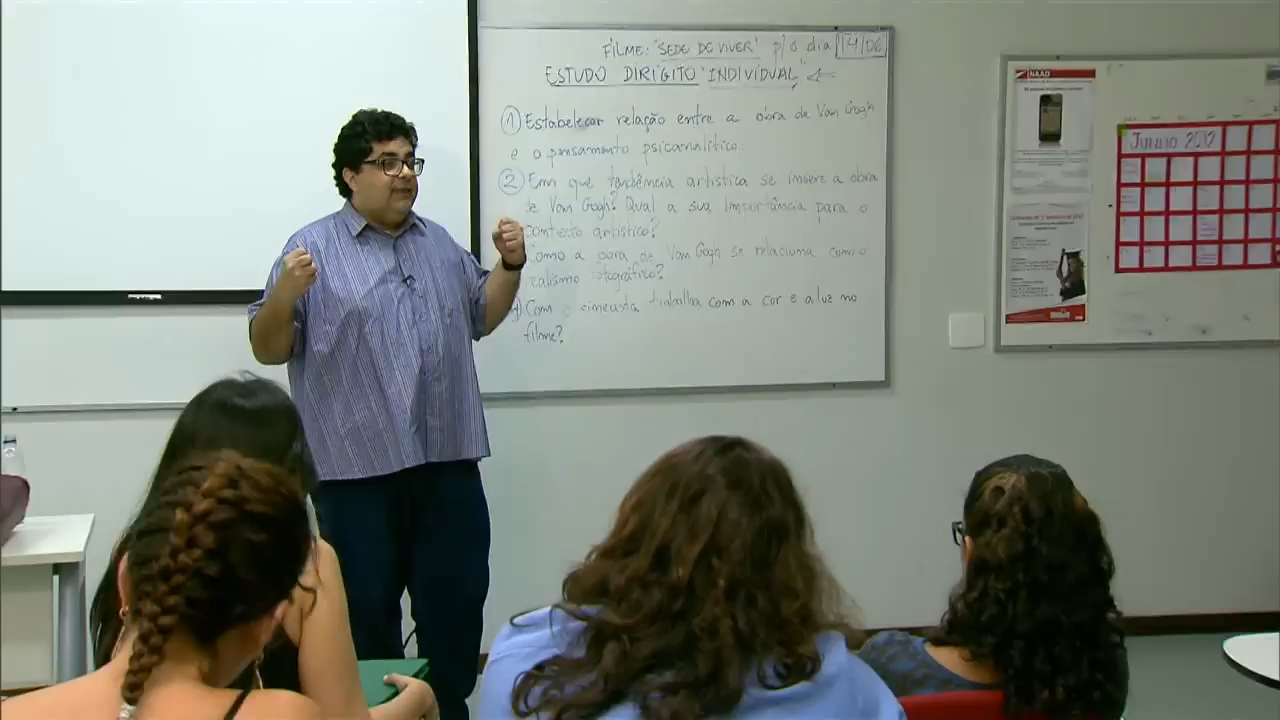 FILME: "SEDE DE VIVER" p/ o dia 14/06
ESTUDO DIRIGITO "INDIVIDUAL"
1 Estabelecer relação entre a obra de Van Gogh
e o pensamento psicanalítico.
2 Em que tendência artística se insere a obra
de Van Gogh? Qual a sua importância para o
contexto artístico?
Como a obra de Van Gogh se relaciona com o
realismo fotográfico?
Com o cineasta trabalha com a cor e a luz no
filme?
NAAD
JUNHO 2012